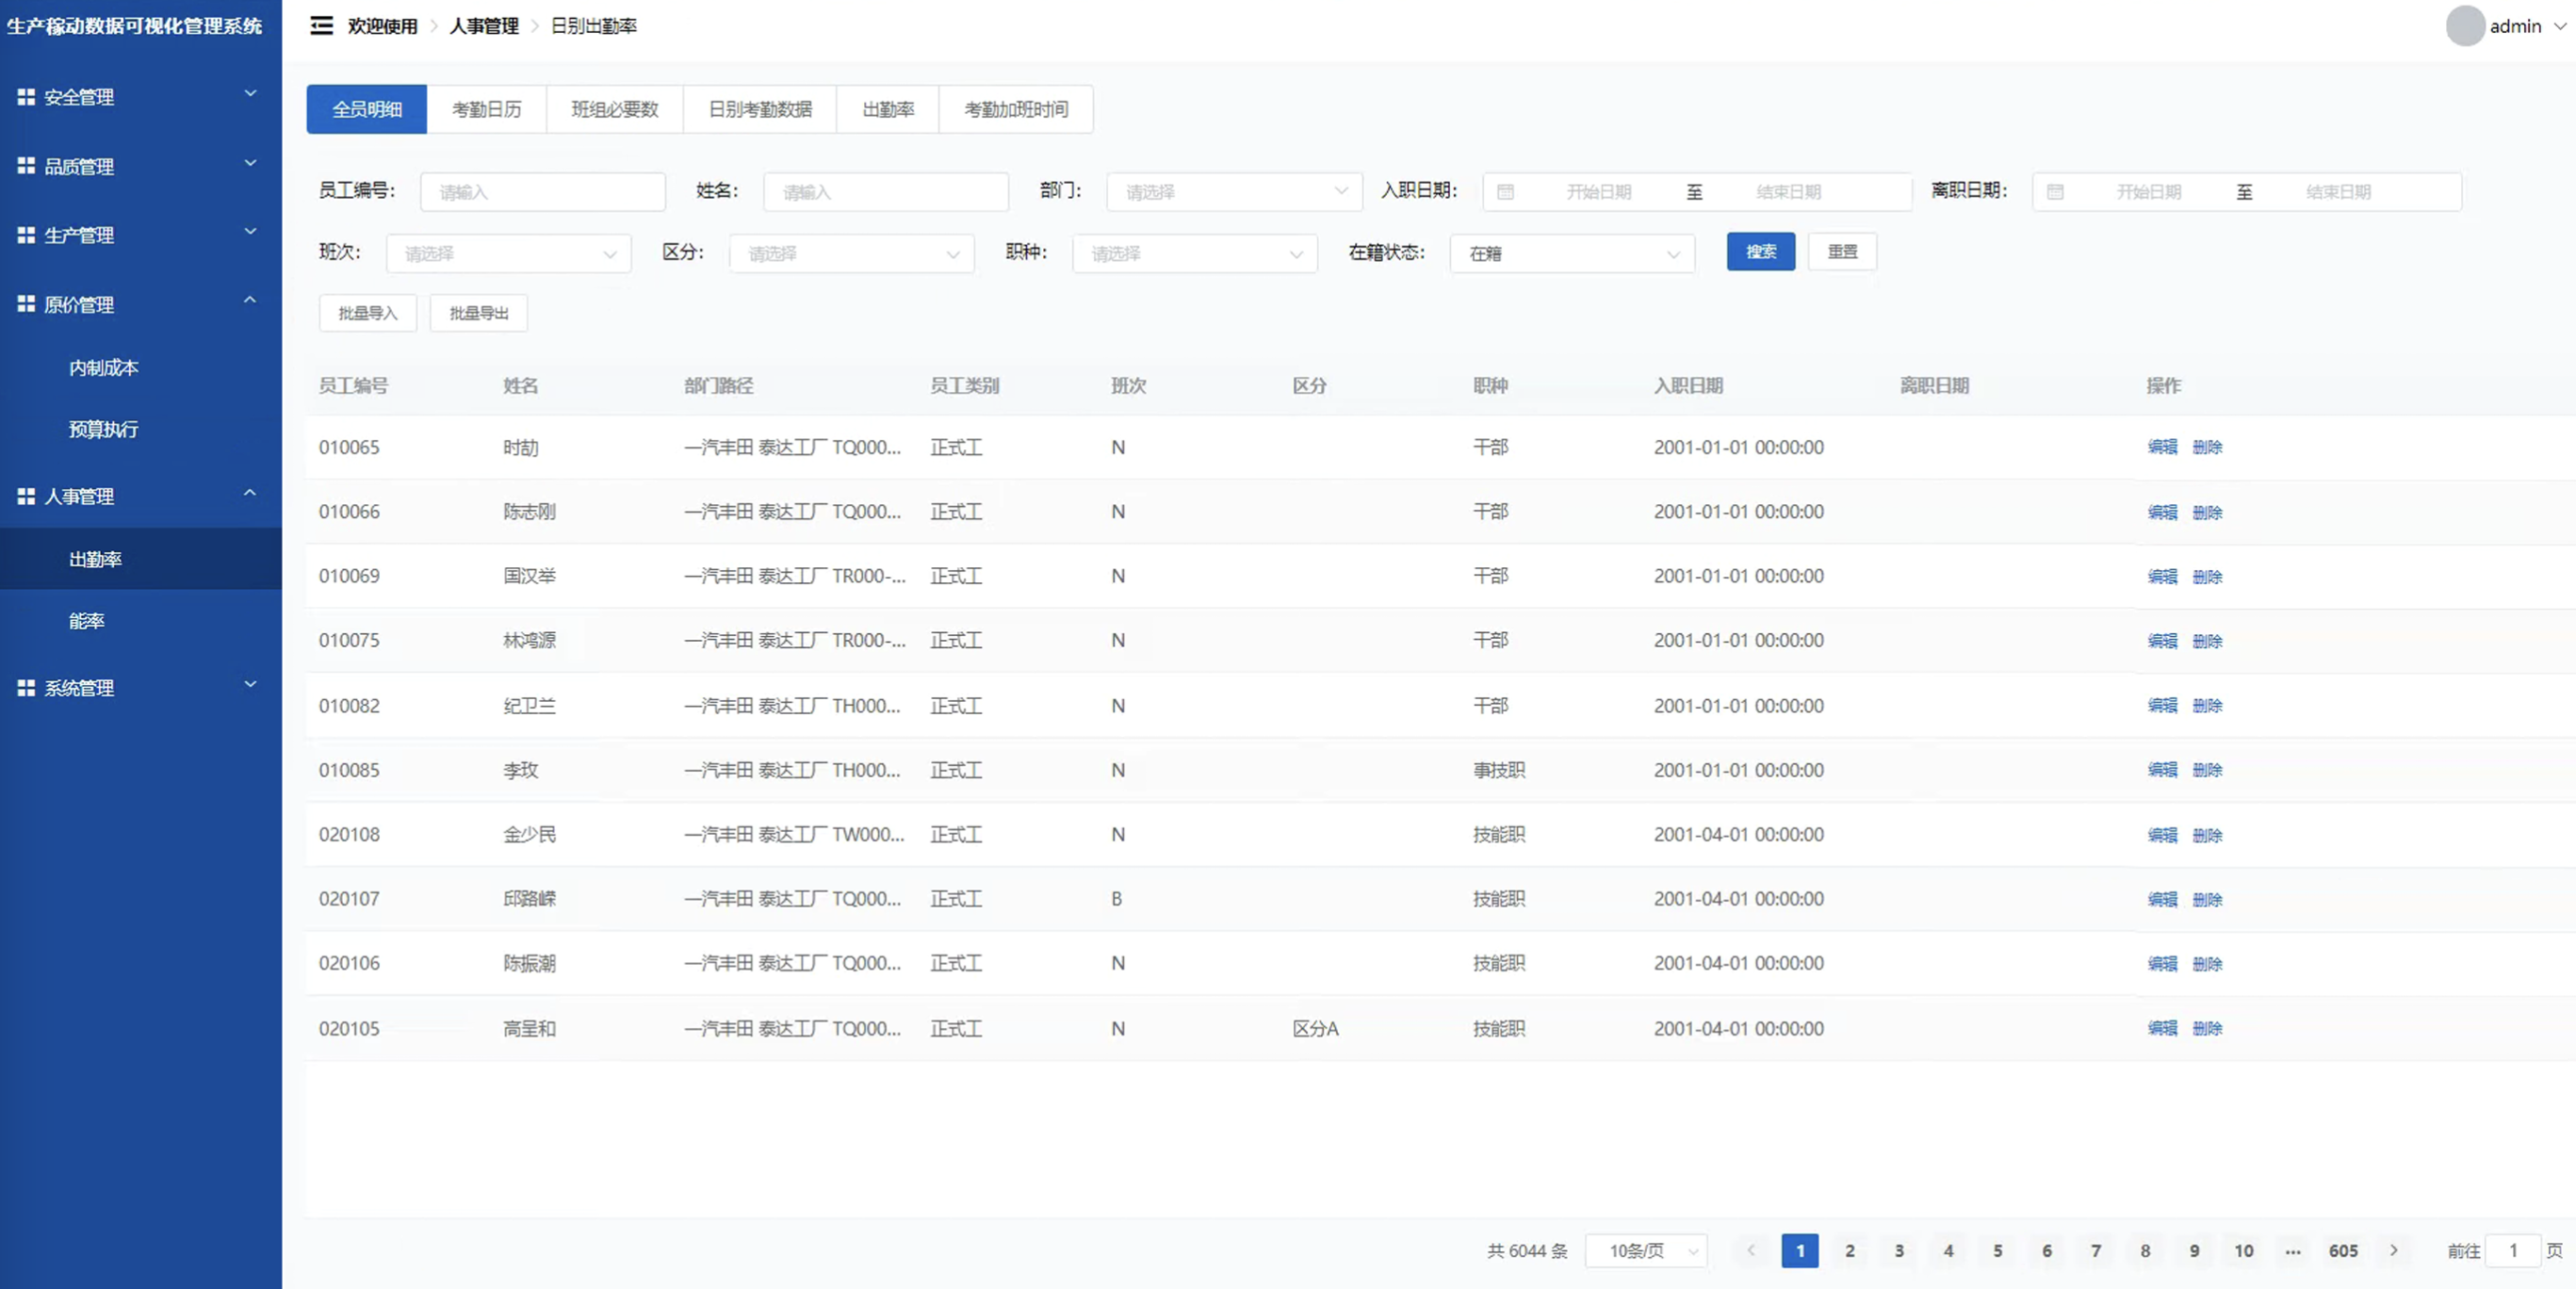 生产稼动数据可视化管理系统
欢迎使用 > 人事管理 > 日别出勤率
admin
安全管理
品质管理
生产管理
原价管理
内制成本
预算执行
人事管理
出勤率
能率
系统管理
全员明细 考勤日历 班组必要数 日别考勤数据 出勤率 考勤加班时间
员工编号: 请输入 姓名: 请输入 部门: 请选择 入职日期: 开始日期 至 结束日期 离职日期: 开始日期 至 结束日期
班次: 请选择 区分: 请选择 职种: 请选择 在籍状态: 在籍 搜索 重置
批量导入 批量导出
员工编号 姓名 部门路径 员工类别 班次 区分 职种 入职日期 离职日期 操作
010065 时劼 一汽丰田 泰达工厂 TQ000... 正式工 N 干部 2001-01-01 00:00:00 编辑 删除
010066 陈志刚 一汽丰田 泰达工厂 TQ000... 正式工 N 干部 2001-01-01 00:00:00 编辑 删除
010069 国汉举 一汽丰田 泰达工厂 TR000-... 正式工 N 干部 2001-01-01 00:00:00 编辑 删除
010075 林鸿源 一汽丰田 泰达工厂 TR000-... 正式工 N 干部 2001-01-01 00:00:00 编辑 删除
010082 纪卫兰 一汽丰田 泰达工厂 TH000... 正式工 N 干部 2001-01-01 00:00:00 编辑 删除
010085 李玫 一汽丰田 泰达工厂 TH000... 正式工 N 事技职 2001-01-01 00:00:00 编辑 删除
020108 金少民 一汽丰田 泰达工厂 TW000... 正式工 N 技能职 2001-04-01 00:00:00 编辑 删除
020107 邱路嵘 一汽丰田 泰达工厂 TQ000... 正式工 B 技能职 2001-04-01 00:00:00 编辑 删除
020106 陈振潮 一汽丰田 泰达工厂 TQ000... 正式工 N 技能职 2001-04-01 00:00:00 编辑 删除
020105 高呈和 一汽丰田 泰达工厂 TQ000... 正式工 N 区分A 技能职 2001-04-01 00:00:00 编辑 删除
共 6044 条 10条/页 < 1 2 3 4 5 6 7 8 9 10 ... 605 > 前往 1 页